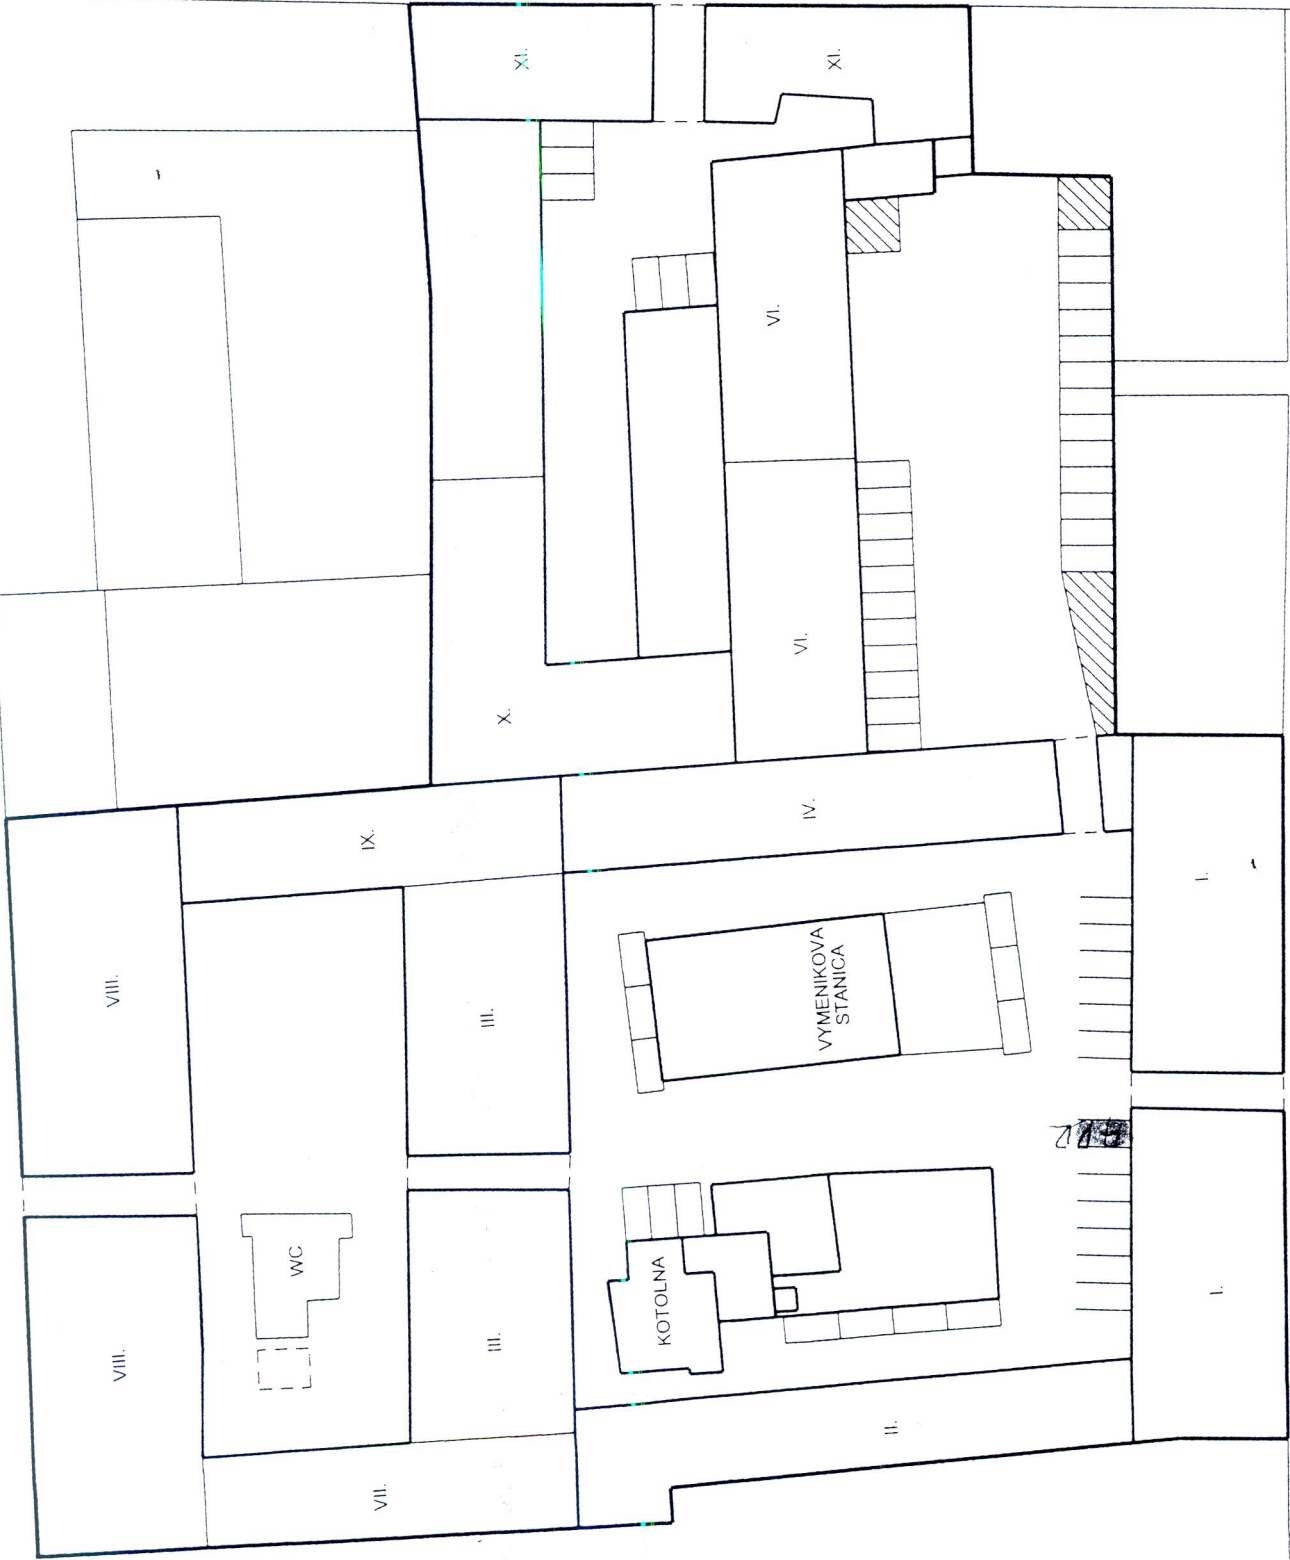 XI.
XI.
VI.
VI.
X.
IX.
IV.
I.
VIII.
III.
VYMENIKOVA
STANICA
WC
KOTOLNA
VIII.
III.
I.
II.
VII.